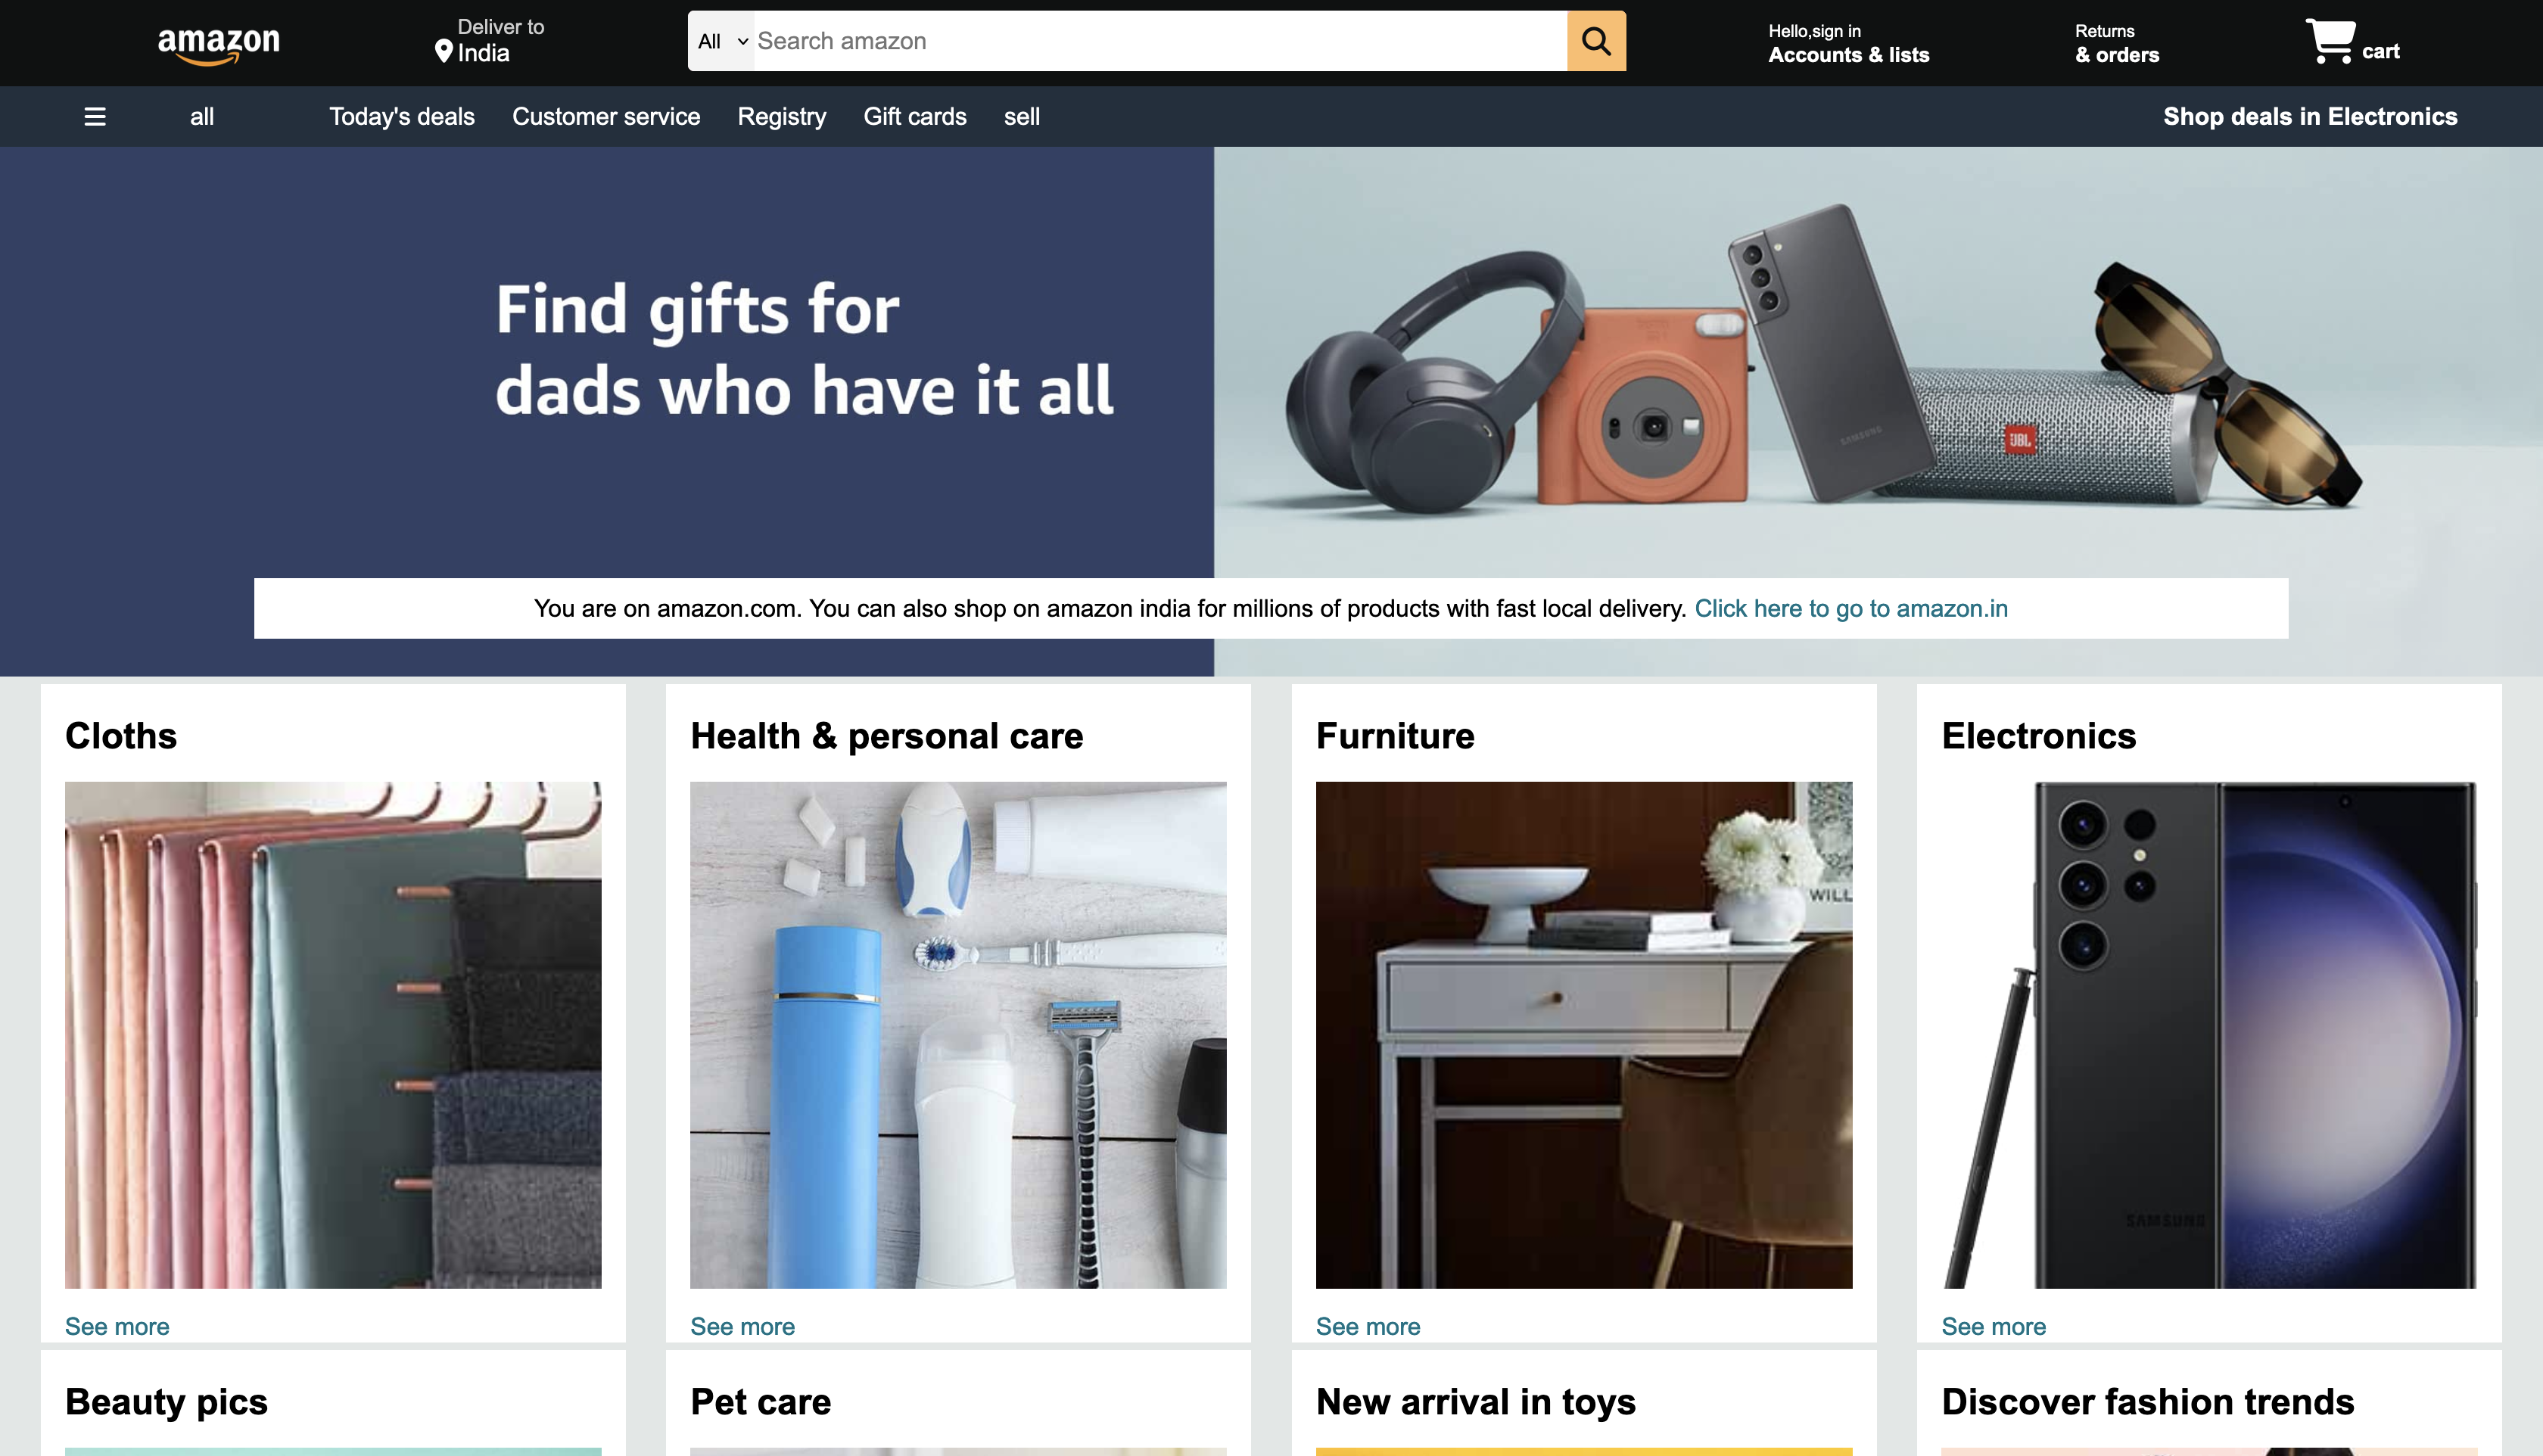 amazon
Deliver to
India
All
Search amazon
Hello,sign in
Accounts & lists
Returns
& orders
cart
all
Today's deals
Customer service
Registry
Gift cards
sell
Shop deals in Electronics
Find gifts for
dads who have it all
SAMSUNG
JBL
You are on amazon.com. You can also shop on amazon india for millions of products with fast local delivery. Click here to go to amazon.in
Cloths
Health & personal care
Furniture
Electronics
WILL
SAMSUNG
See more
See more
See more
See more
Beauty pics
Pet care
New arrival in toys
Discover fashion trends